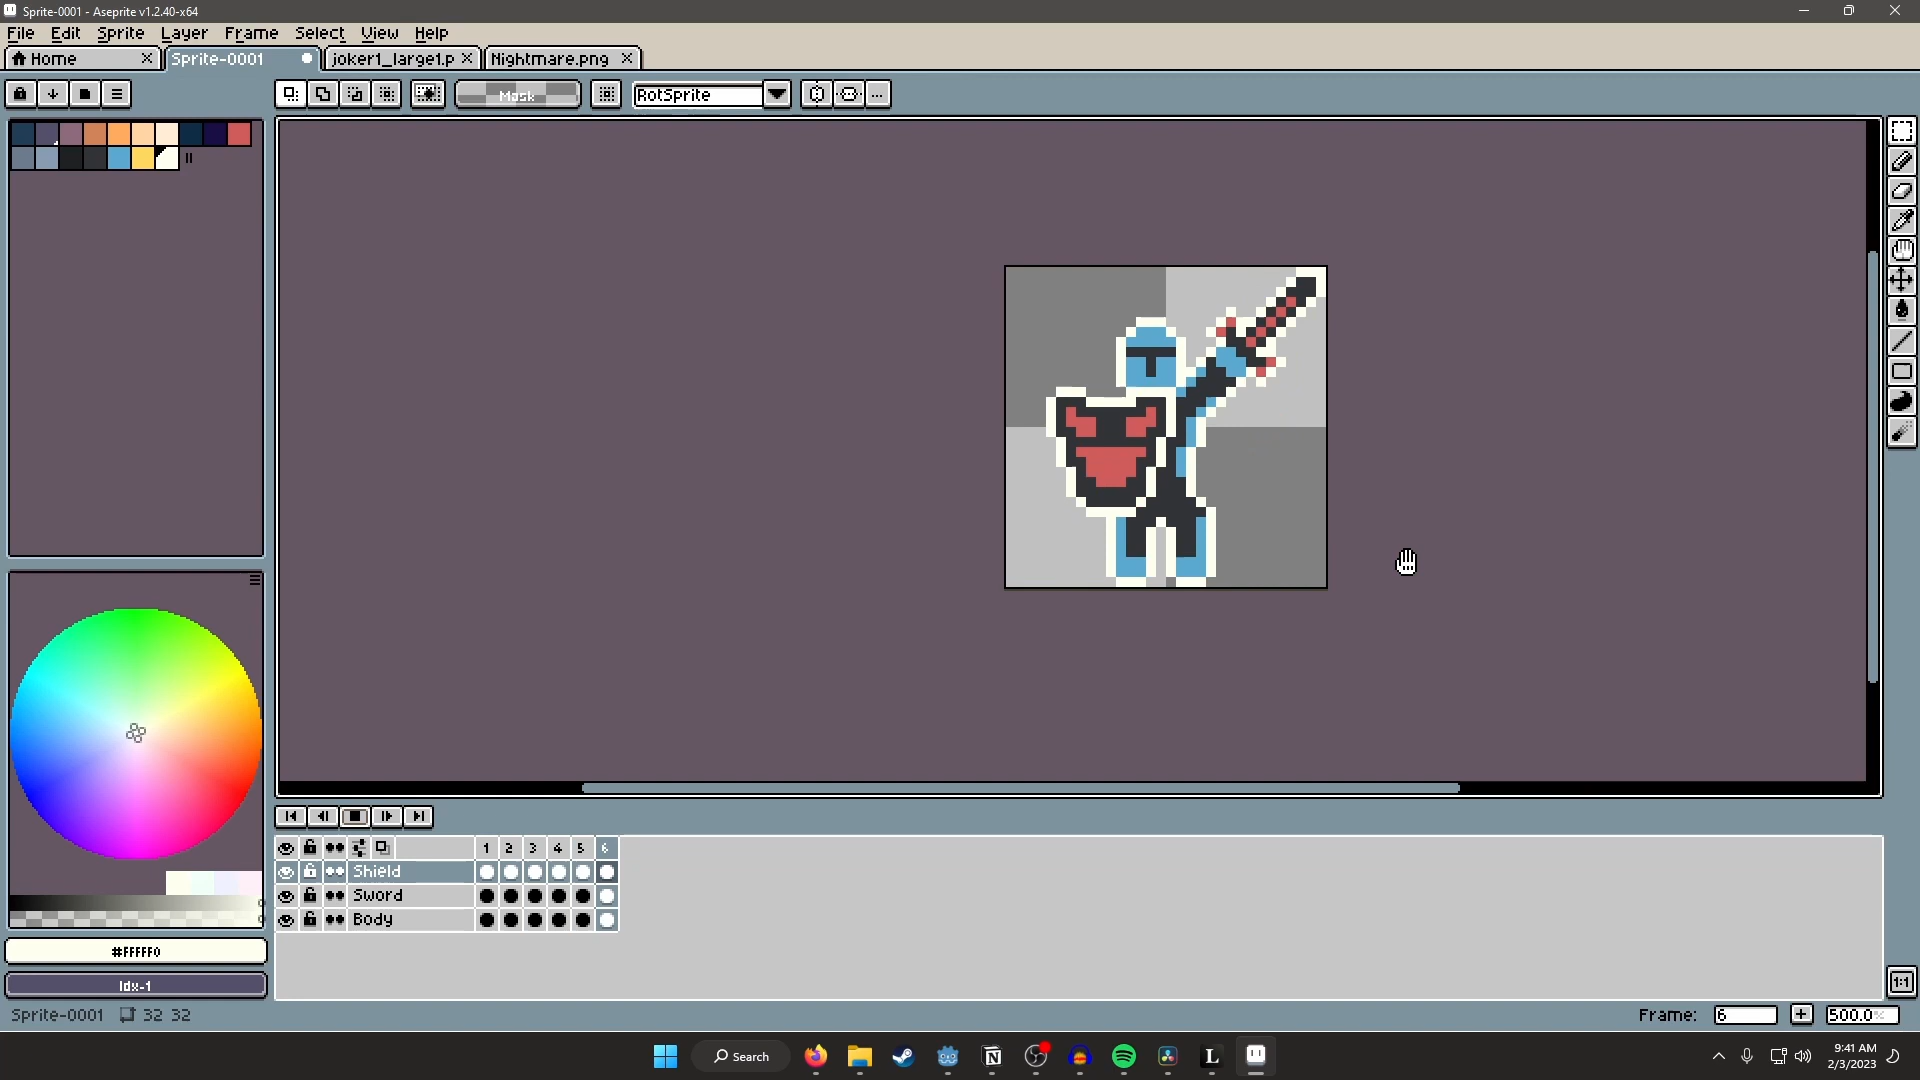 Sprite-0001 - Aseprite v1.2.40-x64
File Edit Sprite Layer Frame Select View Help
Home Sprite-0001 joker1_large1.p Nightmare.png
Mask RotSprite
#FFFFF0
Idx-1
1 2 3 4 5 6
Shield
Sword
Body
Sprite-0001 32 32 Frame: 6 500.0%
1:1
Search
9:41 AM
2/3/2023